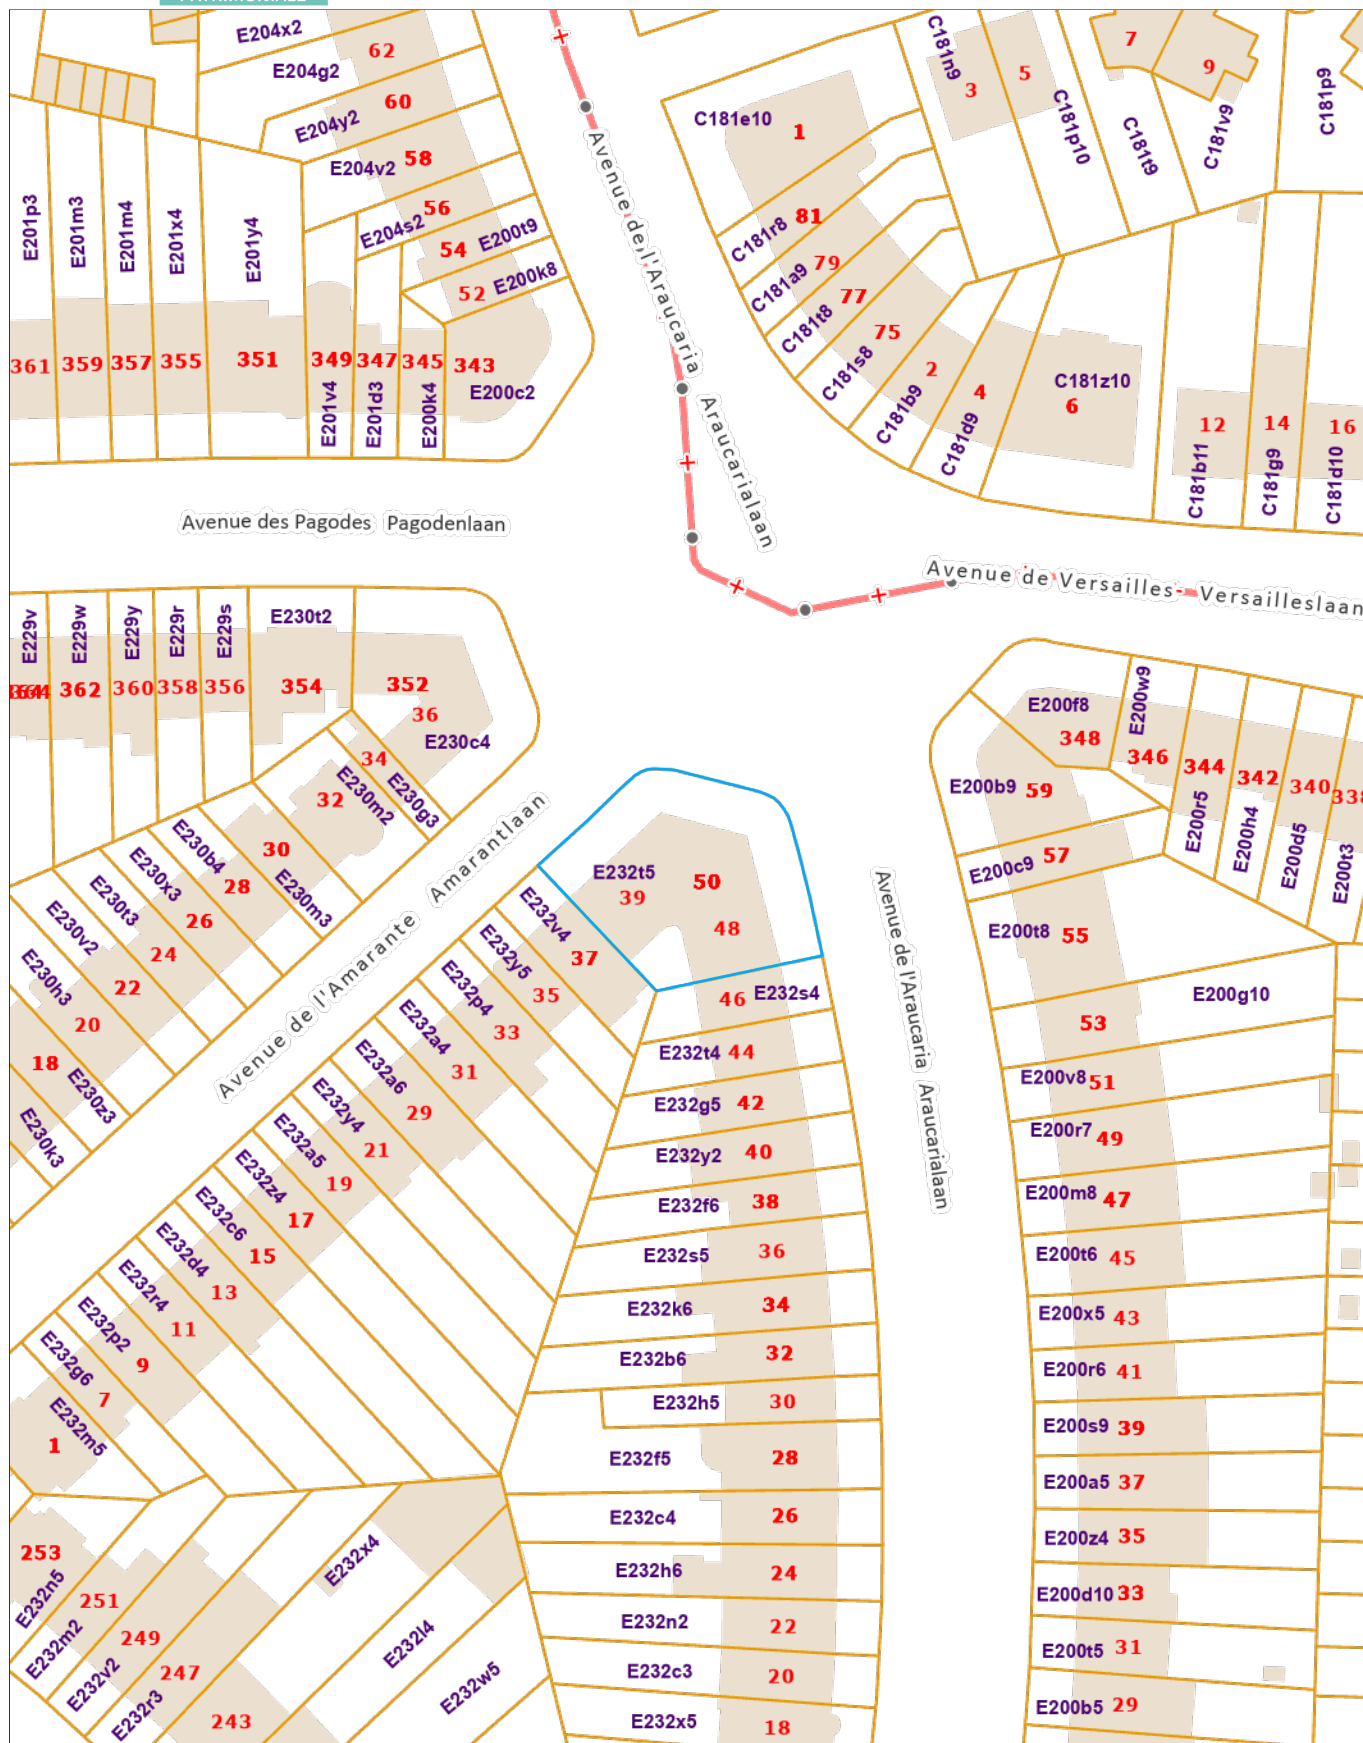 E204x2
62
E204g2
60
E204y2
58
E204v2
56
E204s2
54
E200t9
52
E200k8
E201p3
E201m3
E201m4
E201x4
E201y4
361
359
357
355
351
349
347
345
343
E201v4
E201d3
E200k4
E200c2
Avenue de l'Araucaria Araucarialaan
C181e10
1
C181n9
3
5
C181p10
7
C181t9
9
C181v9
C181p9
C181r8
81
C181a9
79
C181t8
77
C181s8
75
C181b9
2
C181d9
4
C181z10
6
12
C181b11
14
C181g9
16
C181d10
Avenue des Pagodes Pagodenlaan
Avenue de Versailles - Versailleslaan
E229v
E229w
E229y
E229r
E229s
E230t2
364
362
360
358
356
354
352
36
E230c4
34
E230g3
32
E230m2
30
E230m3
E230b4
28
E230x3
26
E230t3
24
E230v2
22
E230h3
20
18
E230z3
E230k3
Avenue de l'Amarante Amarantlaan
E232t5
39
50
48
E232v4
37
E232y5
35
E232p4
33
E232a4
31
E232a6
29
E232y4
21
E232a5
19
E232z4
17
E232c6
15
E232d4
13
E232r4
11
E232p2
9
E232g6
7
E232m5
1
46
E232s4
E232t4
44
E232g5
42
E232y2
40
E232f6
38
E232s5
36
E232k6
34
E232b6
32
E232h5
30
E232f5
28
E232c4
26
E232h6
24
E232n2
22
E232c3
20
E232x5
18
Avenue de l'Araucaria Araucarialaan
E200f8
348
E200w9
346
344
E200r5
342
E200h4
340
E200d5
338
E200t3
E200b9
59
E200c9
57
E200t8
55
E200g10
53
E200v8
51
E200r7
49
E200m8
47
E200t6
45
E200x5
43
E200r6
41
E200s9
39
E200a5
37
E200z4
35
E200d10
33
E200t5
31
E200b5
29
253
E232n5
251
E232m2
249
E232v2
247
E232r3
243
E232x4
E232l4
E232w5